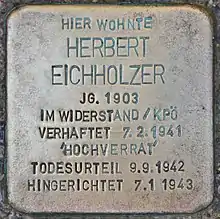 HIER WOHNTE
HERBERT
EICHHOLZER
JG. 1903
IM WIDERSTAND / KPÖ
VERHAFTET 7.2.1941
'HOCHVERRAT'
TODESURTEIL 9.9.1942
HINGERICHTET 7.1.1943